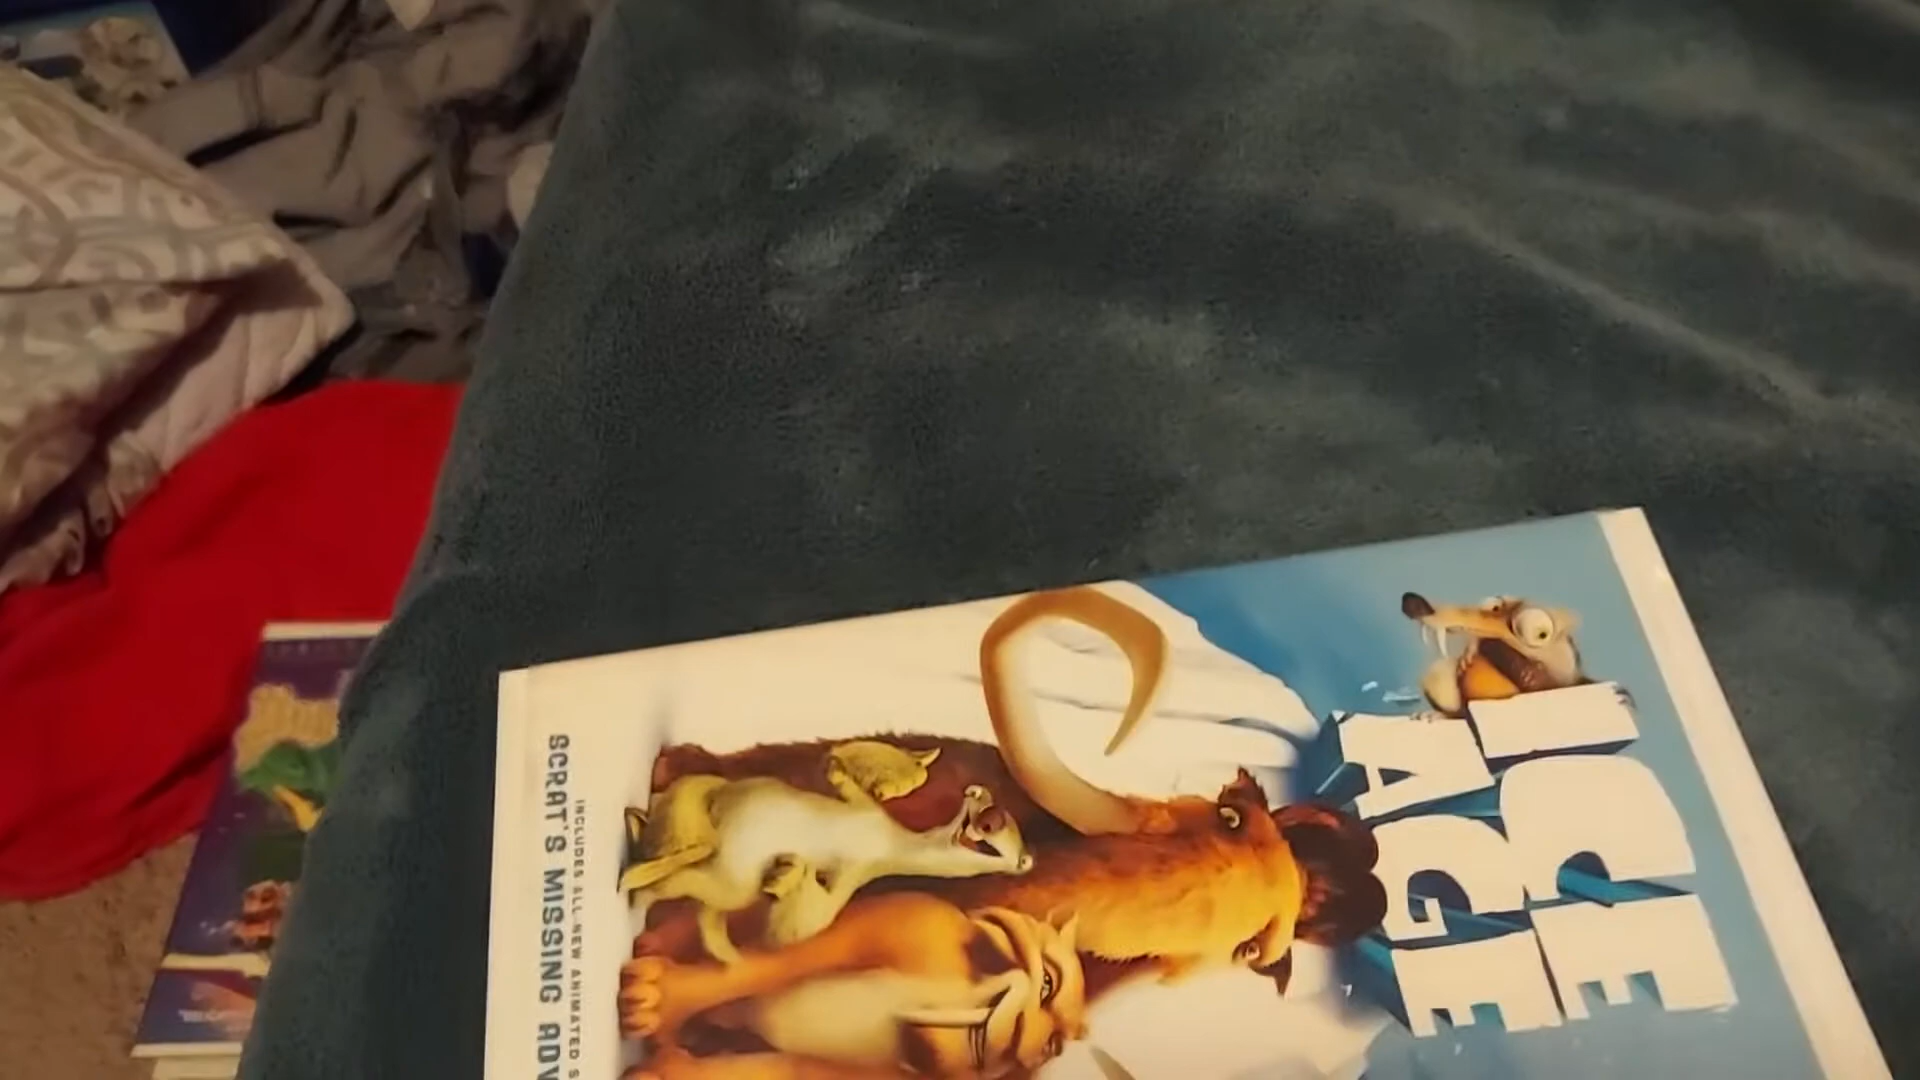 ICE
AGE
INCLUDES ALL-NEW ANIMATED S
SCRAT'S MISSING ADV